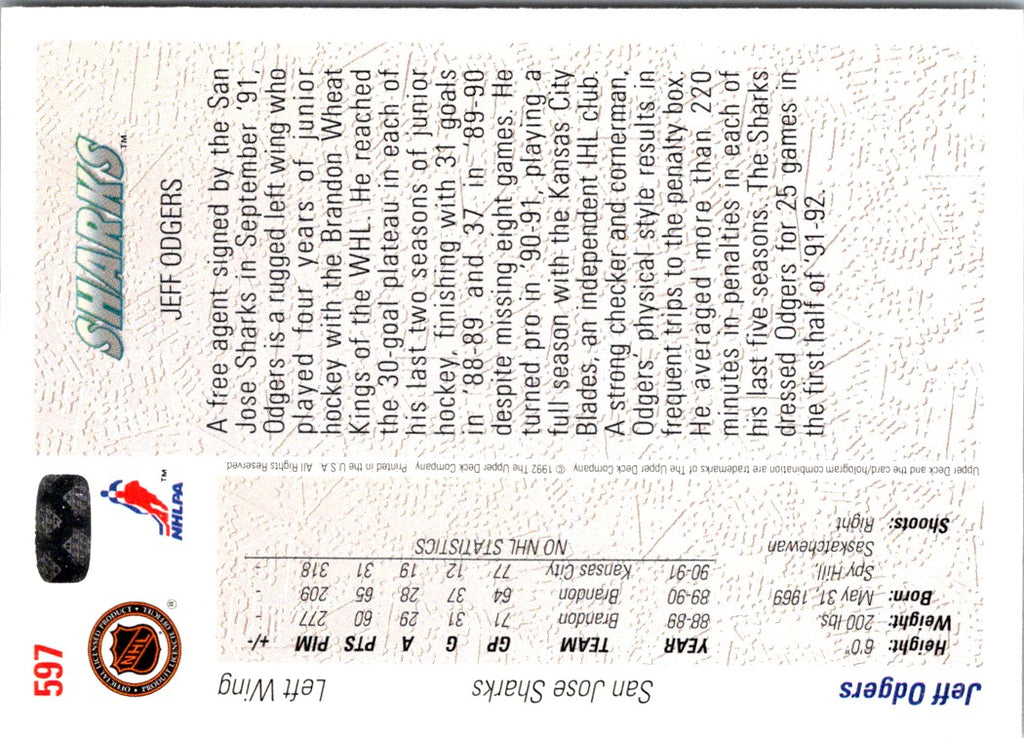 597
SHARKS™
JEFF ODGERS
A free agent signed by the San
Jose Sharks in September '91,
Odgers is a rugged left wing who
played four years of junior
hockey with the Brandon Wheat
Kings of the WHL. He reached
the 30-goal plateau in each of
his last two seasons of junior
hockey, finishing with 31 goals
in '88-89 and 37 in '89-90
despite missing eight games. He
turned pro in '90-91, playing a
full season with the Kansas City
Blades, an independent IHL club.
A strong checker and cornerman,
Odgers' physical style results in
frequent trips to the penalty box
He averaged more than 220
minutes in penalties in each of
his last five seasons. The Sharks
dressed Odgers for 25 games in
the first half of '91-92.
NHLPA™
OFFICIAL LICENSED PRODUCT • PRODUIT OFFICIEL LICENCIÉ •
NHL
®
Jeff Odgers San Jose Sharks Left Wing
Height: 6'0"
Weight: 200 lbs.
Born: May 31 1969
Spy Hill,
Saskatchewan
Shoots: Right
YEAR TEAM GP G A PTS PIM +/-
88-89 Brandon 71 31 29 60 277 -
89-90 Brandon 64 37 28 65 209 -
90-91 Kansas City 77 12 19 31 318 -
NO NHL STATISTICS
Upper Deck and the card/hologram combination are trademarks of The Upper Deck Company. © 1992 The Upper Deck Company. Printed in the U.S.A. All Rights Reserved.